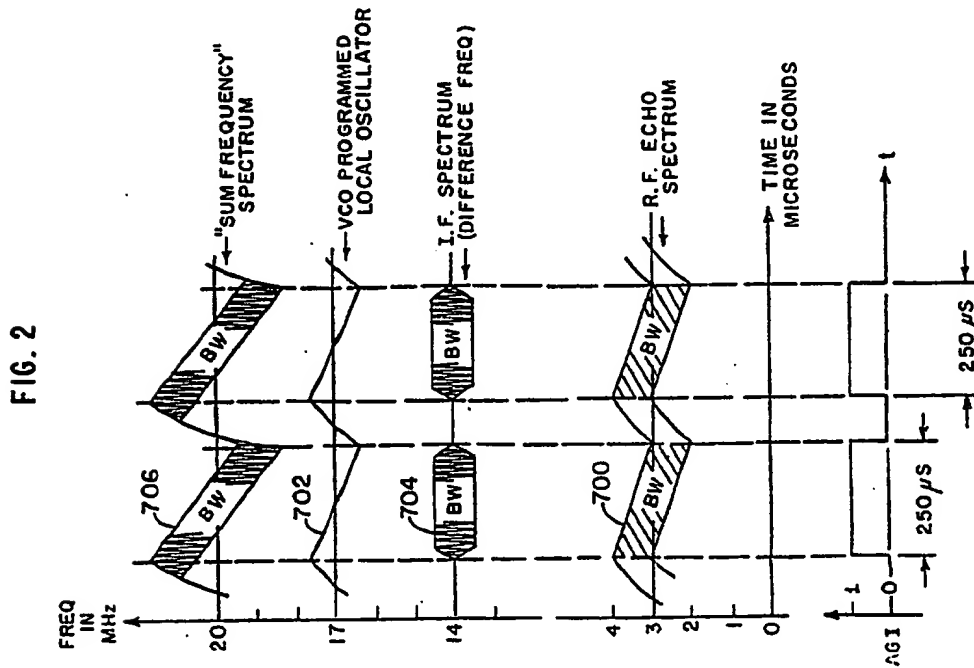 FIG. 2
FREQ
IN
MHz
20
17
14
4
3
2
1
0
706
BW
BW
"SUM FREQUENCY"
SPECTRUM
702
VCO PROGRAMMED
LOCAL OSCILLATOR
704
BW
BW
I.F. SPECTRUM
(DIFFERENCE FREQ)
700
BW
BW
R.F. ECHO
SPECTRUM
TIME IN
MICROSECONDS
AGI
1
0
t
250 µS
250 µS